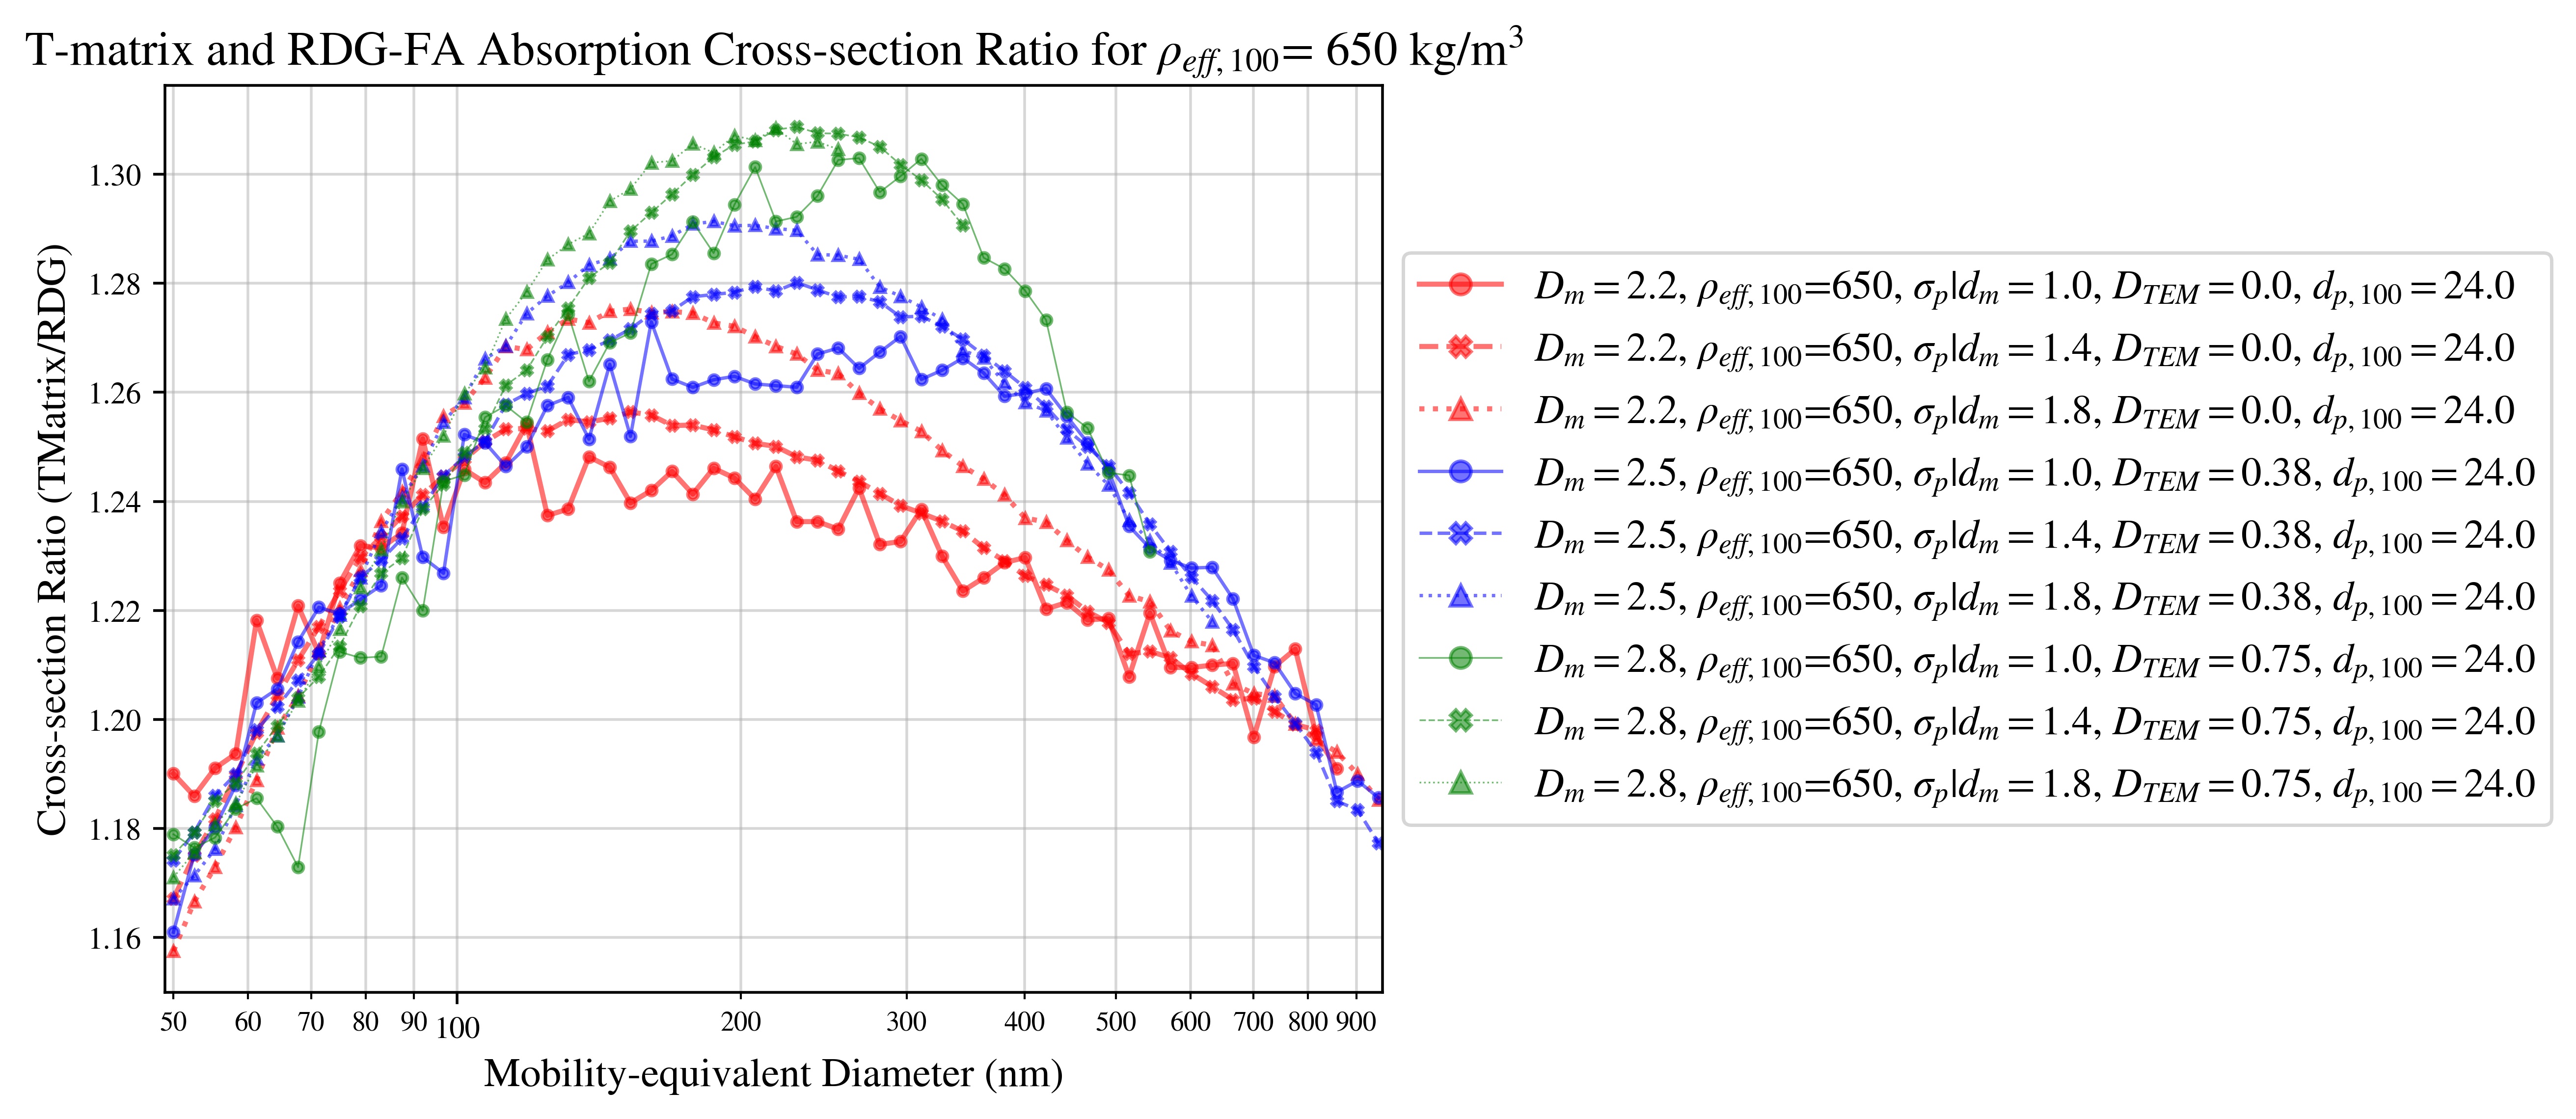 T-matrix and RDG-FA Absorption Cross-section Ratio for ρeff,100= 650 kg/m³
Cross-section Ratio (TMatrix/RDG)
1.30
1.28
1.26
1.24
1.22
1.20
1.18
1.16
50 60 70 80 90 100 200 300 400 500 600 700 800 900
Mobility-equivalent Diameter (nm)
Dm = 2.2, ρeff,100=650, σp|dm = 1.0, DTEM = 0.0, dp,100 = 24.0
Dm = 2.2, ρeff,100=650, σp|dm = 1.4, DTEM = 0.0, dp,100 = 24.0
Dm = 2.2, ρeff,100=650, σp|dm = 1.8, DTEM = 0.0, dp,100 = 24.0
Dm = 2.5, ρeff,100=650, σp|dm = 1.0, DTEM = 0.38, dp,100 = 24.0
Dm = 2.5, ρeff,100=650, σp|dm = 1.4, DTEM = 0.38, dp,100 = 24.0
Dm = 2.5, ρeff,100=650, σp|dm = 1.8, DTEM = 0.38, dp,100 = 24.0
Dm = 2.8, ρeff,100=650, σp|dm = 1.0, DTEM = 0.75, dp,100 = 24.0
Dm = 2.8, ρeff,100=650, σp|dm = 1.4, DTEM = 0.75, dp,100 = 24.0
Dm = 2.8, ρeff,100=650, σp|dm = 1.8, DTEM = 0.75, dp,100 = 24.0